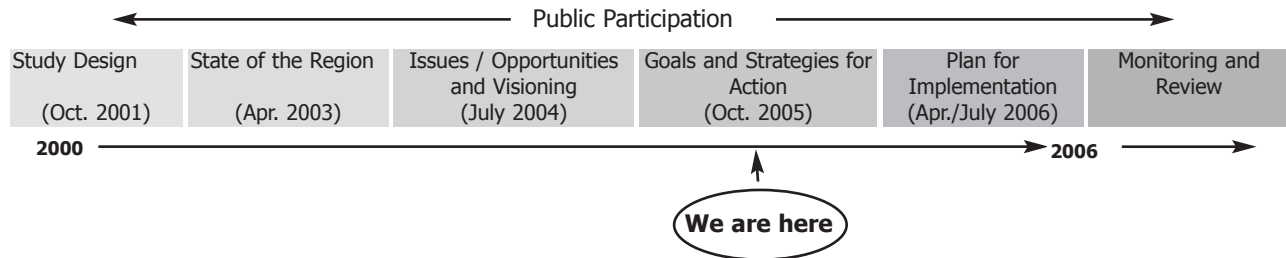 Public Participation
Study Design
(Oct. 2001)
State of the Region
(Apr. 2003)
Issues / Opportunities
and Visioning
(July 2004)
Goals and Strategies for
Action
(Oct. 2005)
Plan for
Implementation
(Apr./July 2006)
Monitoring and
Review
2000
2006
We are here